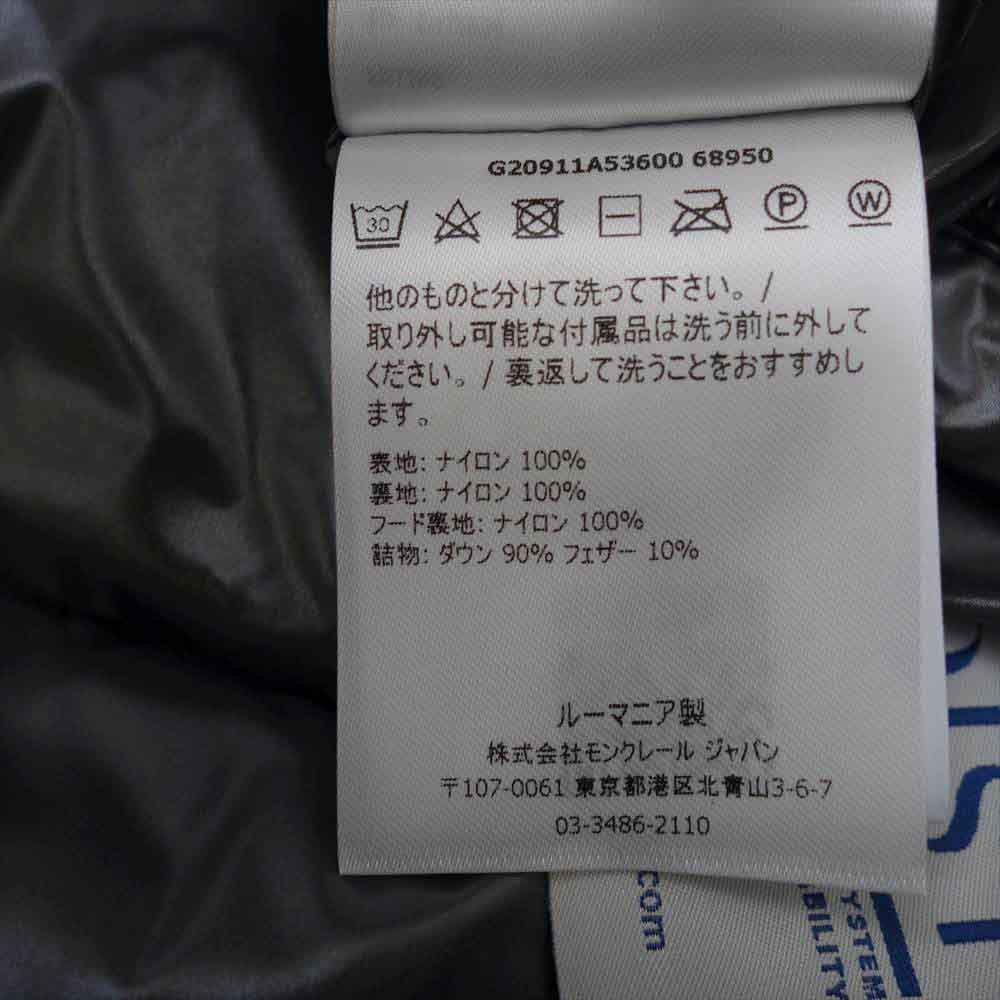 G20911A53600 68950
30
P
W
他のものと分けて洗って下さい。/
取り外し可能な付属品は洗う前に外して
ください。/ 裏返して洗うことをおすすめし
ます。
表地: ナイロン 100%
裏地: ナイロン 100%
フード裏地: ナイロン 100%
詰物: ダウン 90% フェザー 10%
ルーマニア製
株式会社モンクレール ジャパン
〒107-0061 東京都港区北青山3-6-7
03-3486-2110
.com